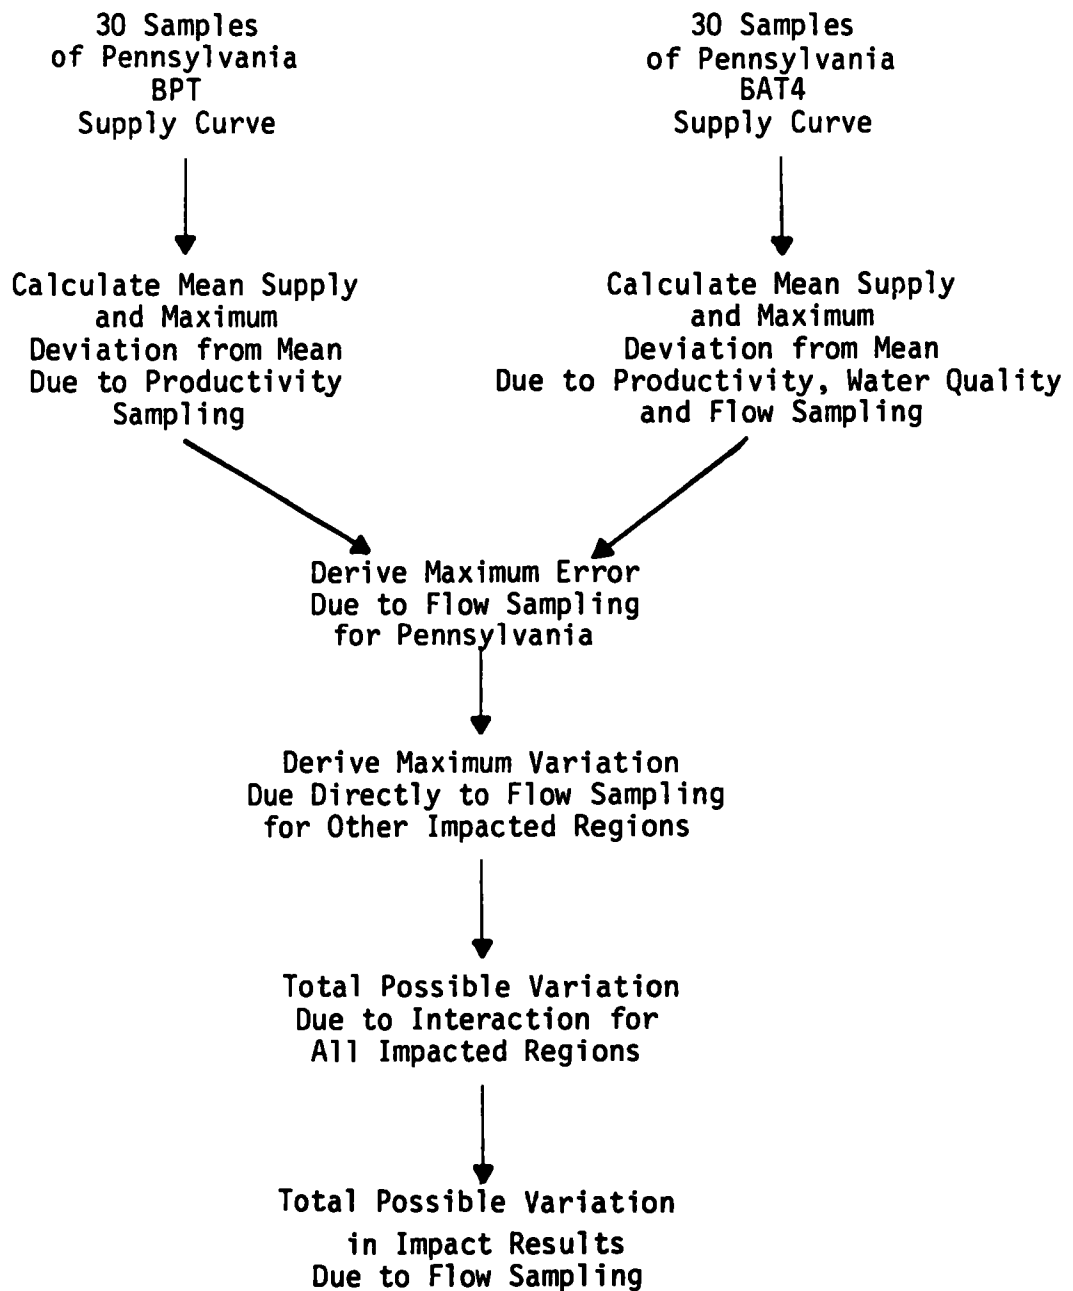 30 Samples
of Pennsylvania
BPT
Supply Curve
30 Samples
of Pennsylvania
BAT4
Supply Curve
Calculate Mean Supply
and Maximum
Deviation from Mean
Due to Productivity
Sampling
Calculate Mean Supply
and Maximum
Deviation from Mean
Due to Productivity, Water Quality
and Flow Sampling
Derive Maximum Error
Due to Flow Sampling
for Pennsylvania
Derive Maximum Variation
Due Directly to Flow Sampling
for Other Impacted Regions
Total Possible Variation
Due to Interaction for
All Impacted Regions
Total Possible Variation
in Impact Results
Due to Flow Sampling